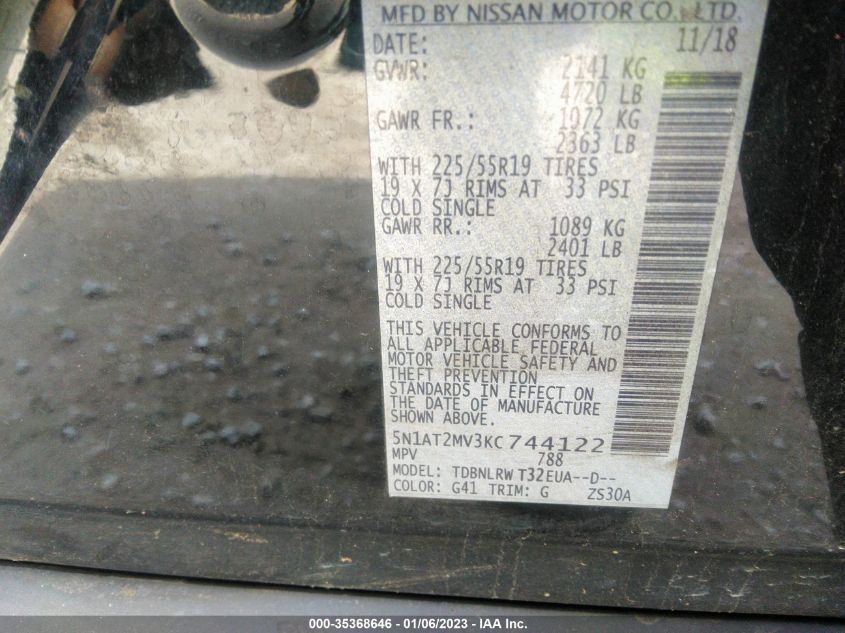 MFD BY NISSAN MOTOR CO., LTD.
DATE: 11/18
GVWR: 2141 KG
4720 LB
GAWR FR.: 1072 KG
2363 LB
WITH 225/55R19 TIRES
19 X 7J RIMS AT 33 PSI
COLD SINGLE
GAWR RR.: 1089 KG
2401 LB
WITH 225/55R19 TIRES
19 X 7J RIMS AT 33 PSI
COLD SINGLE
THIS VEHICLE CONFORMS TO
ALL APPLICABLE FEDERAL
MOTOR VEHICLE SAFETY AND
THEFT PREVENTION
STANDARDS IN EFFECT ON
THE DATE OF MANUFACTURE
SHOWN ABOVE.
5N1AT2MV3KC744122
MPV 788
MODEL: TDBNLRW T32EUA--D--
COLOR: G41 TRIM: G ZS30A
000-35368646 - 01/06/2023 - IAA Inc.